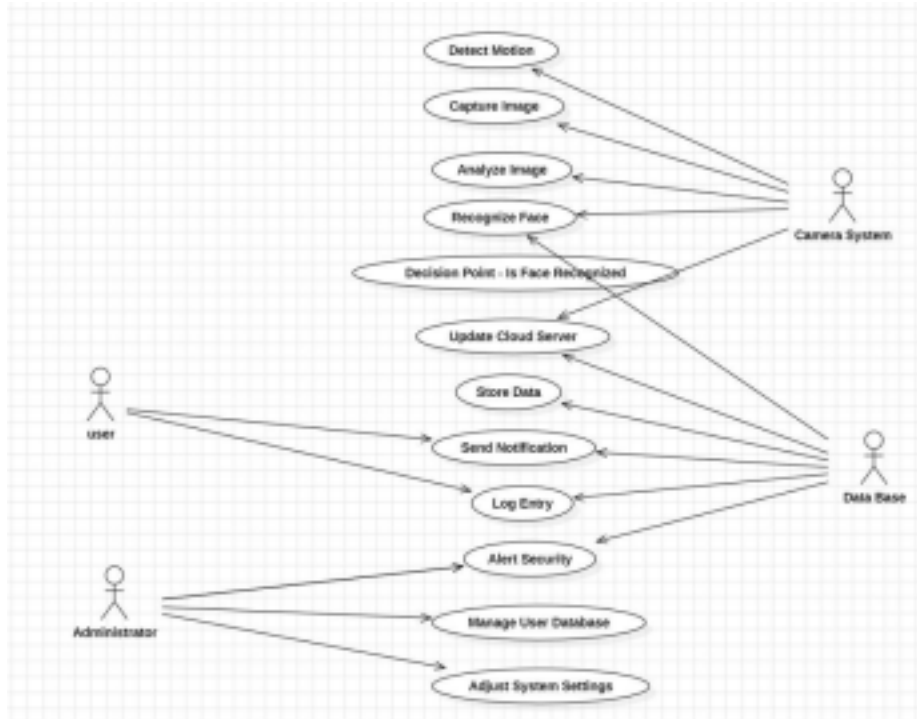 Detect Motion
Capture Image
Analyze Image
Recognize Face
Camera System
Decision Point - Is Face Recognized
Update Cloud Server
Store Data
user
Send Notification
Data Base
Log Entry
Alert Security
Administrator
Manage User Database
Adjust System Settings